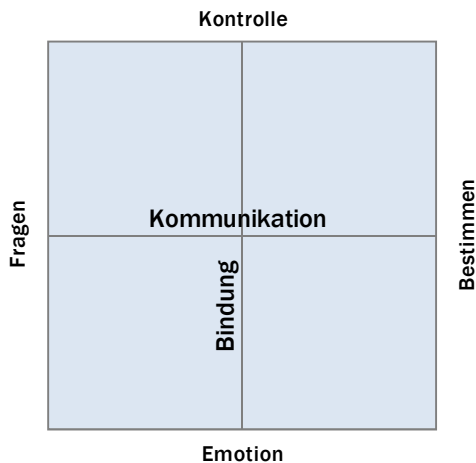 Kontrolle
Kommunikation
Fragen
Bestimmen
Bindung
Emotion